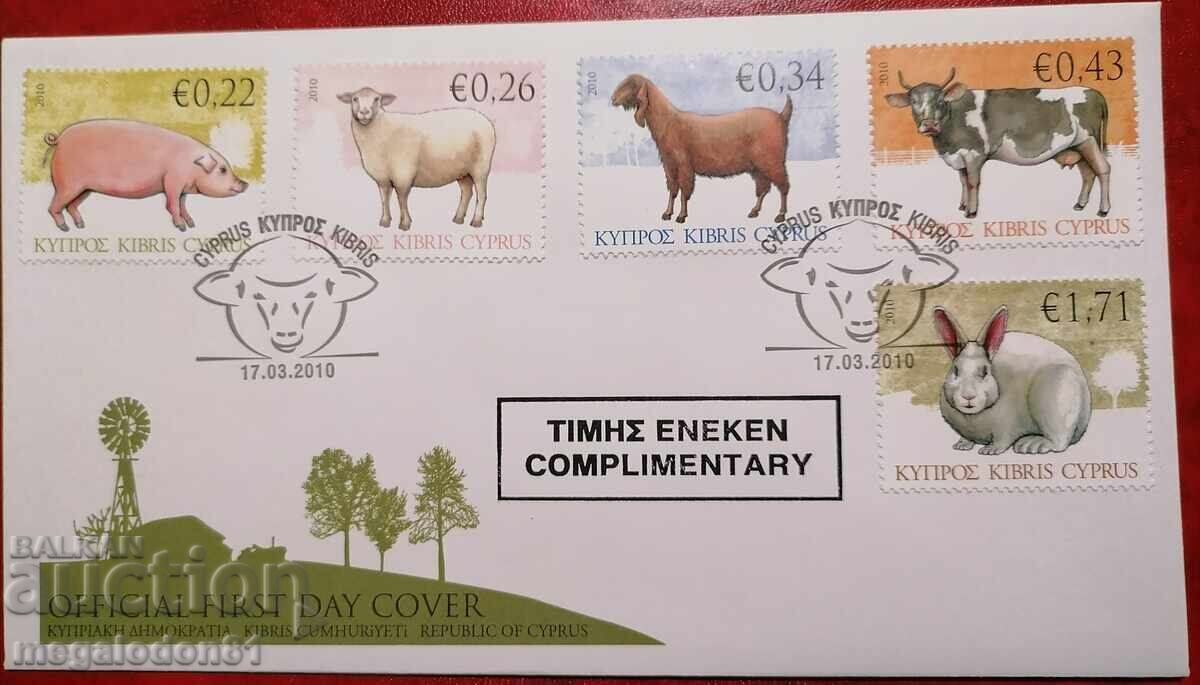 2010
€0,22
ΚΥΠΡΟΣ KIBRIS CYPRUS
2010
€0,26
ΚΥΠΡΟΣ KIBRIS CYPRUS
2010
€0,34
ΚΥΠΡΟΣ KIBRIS CYPRUS
2010
€0,43
ΚΥΠΡΟΣ KIBRIS CYPRUS
CYPRUS ΚΥΠΡΟΣ KIBRIS
17.03.2010
CYPRUS ΚΥΠΡΟΣ KIBRIS
17.03.2010
2010
€1,71
ΚΥΠΡΟΣ KIBRIS CYPRUS
ΤΙΜΗΣ ΕΝΕΚΕΝ
COMPLIMENTARY
BALKAN
auction
OFFICIAL FIRST DAY COVER
ΚΥΠΡΙΑΚΗ ΔΗΜΟΚΡΑΤΙΑ KIBRIS CUMHURiYETi REPUBLIC OF CYPRUS
megalodon81